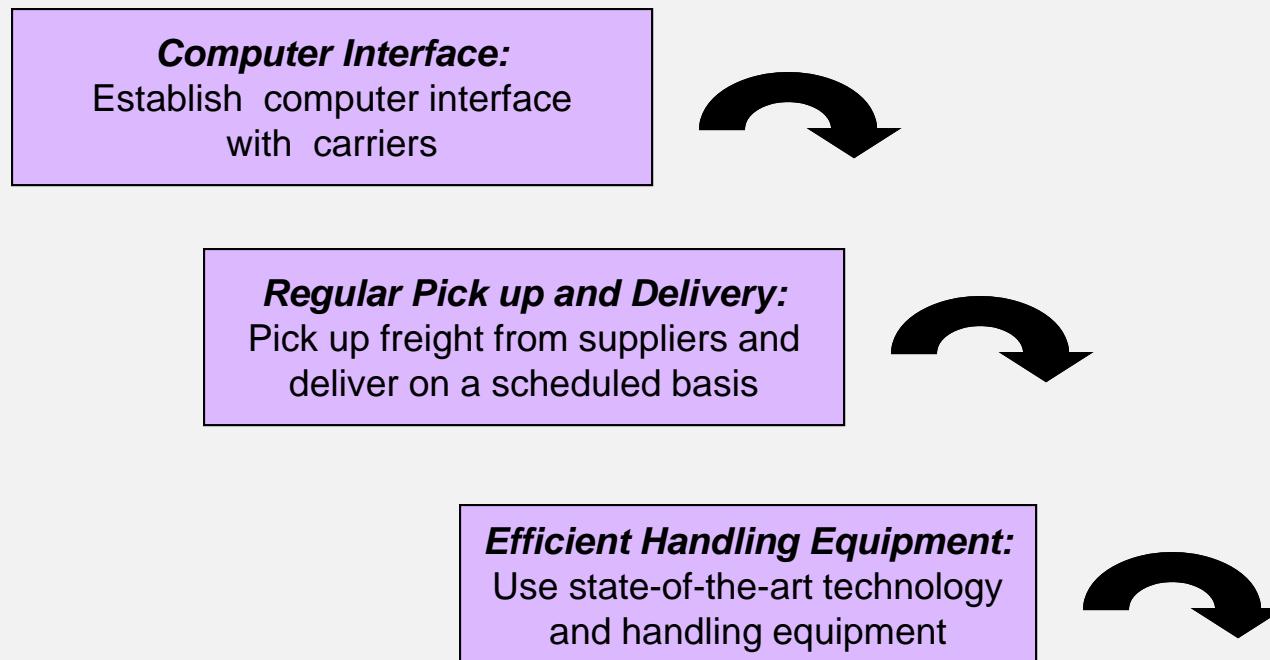 Computer Interface:
Establish  computer interface
with  carriers
Regular Pick up and Delivery:
Pick up freight from suppliers and
deliver on a scheduled basis
Efficient Handling Equipment:
Use state-of-the-art technology
and handling equipment